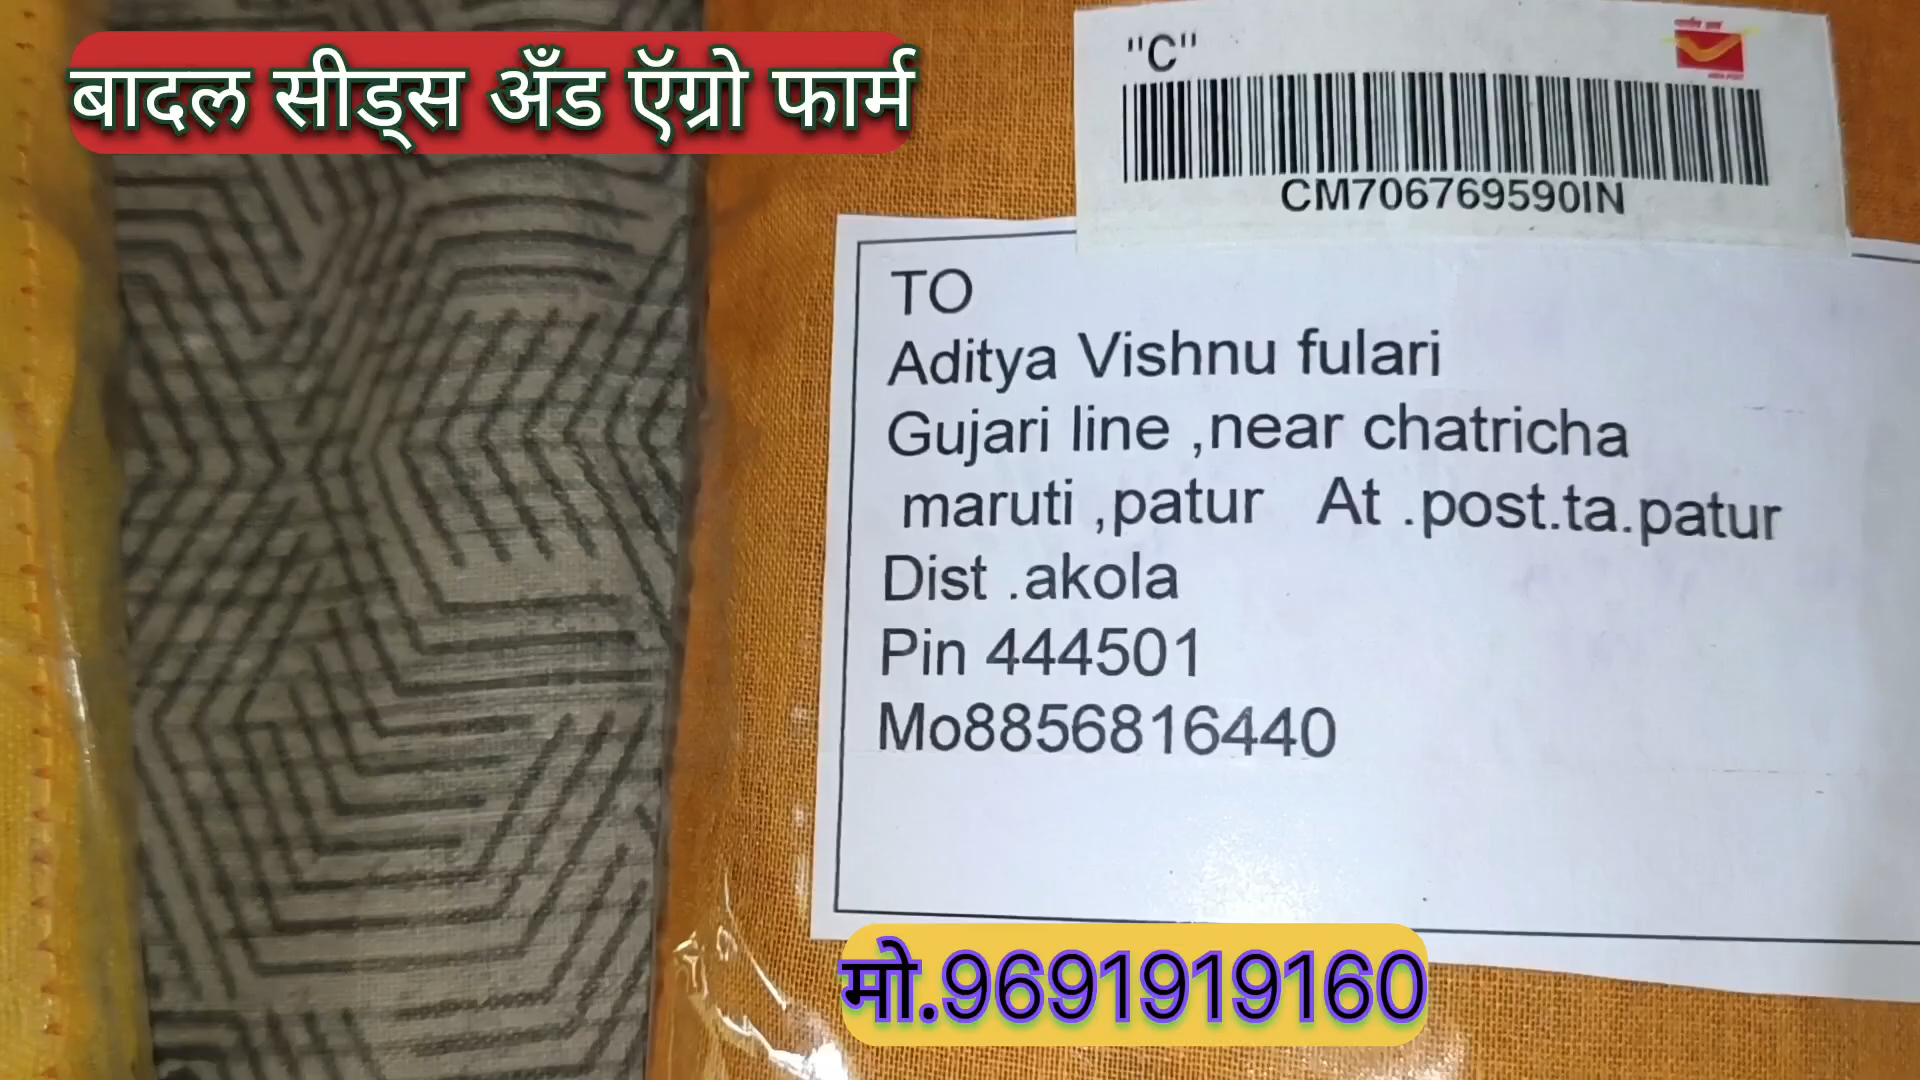 बादल सीड्स अँड ऍग्रो फार्म
"C"
CM706769590IN
TO
Aditya Vishnu fulari
Gujari line ,near chatricha
maruti ,patur At .post.ta.patur
Dist .akola
Pin 444501
Mo8856816440
मो.9691919160